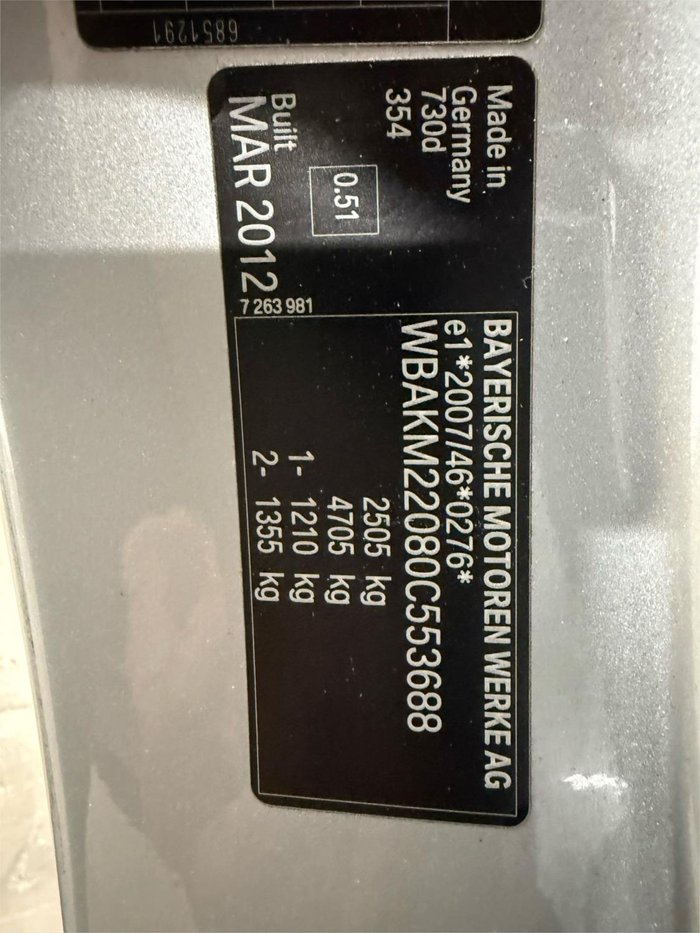 6851291
Made in
Germany
730d
354
0.51
Built
MAR 2012
7 263 981
BAYERISCHE MOTOREN WERKE AG
e1*2007/46*0276*
WBAKM22080C553688
2505 kg
4705 kg
1- 1210 kg
2- 1355 kg